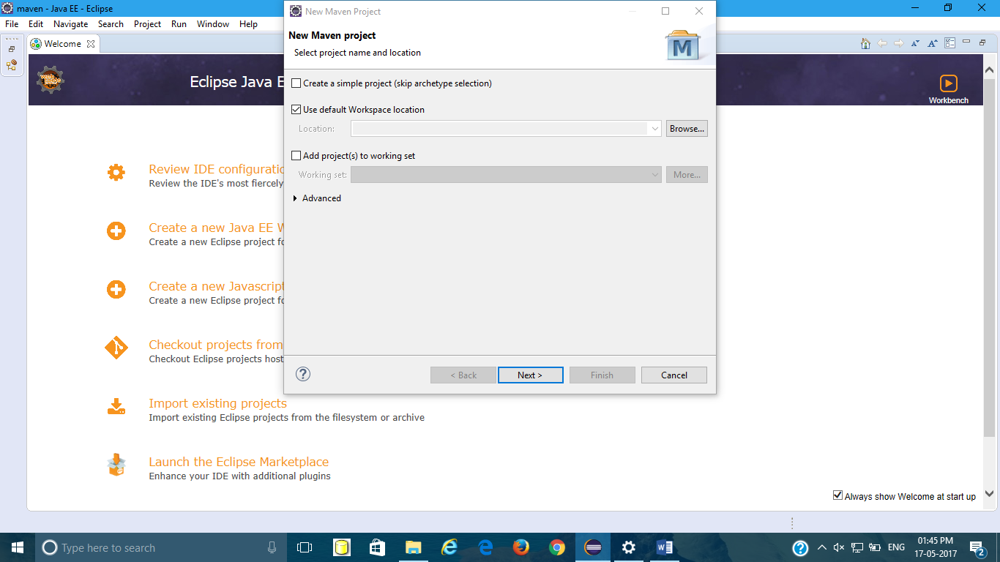 maven - Java EE - Eclipse
File Edit Navigate Search Project Run Window Help
Welcome
Eclipse Java E
Workbench
Review IDE configuratio
Review the IDE's most fiercely
Create a new Java EE W
Create a new Eclipse project fo
Create a new Javascript
Create a new Eclipse project fo
Checkout projects from
Checkout Eclipse projects host
Import existing projects
Import existing Eclipse projects from the filesystem or archive
Launch the Eclipse Marketplace
Enhance your IDE with additional plugins
Always show Welcome at start up
New Maven Project
New Maven project
Select project name and location
M
Create a simple project (skip archetype selection)
Use default Workspace location
Location:
Browse...
Add project(s) to working set
Working set:
More...
Advanced
?
< Back Next > Finish Cancel
Type here to search
ENG
01:45 PM
17-05-2017
2